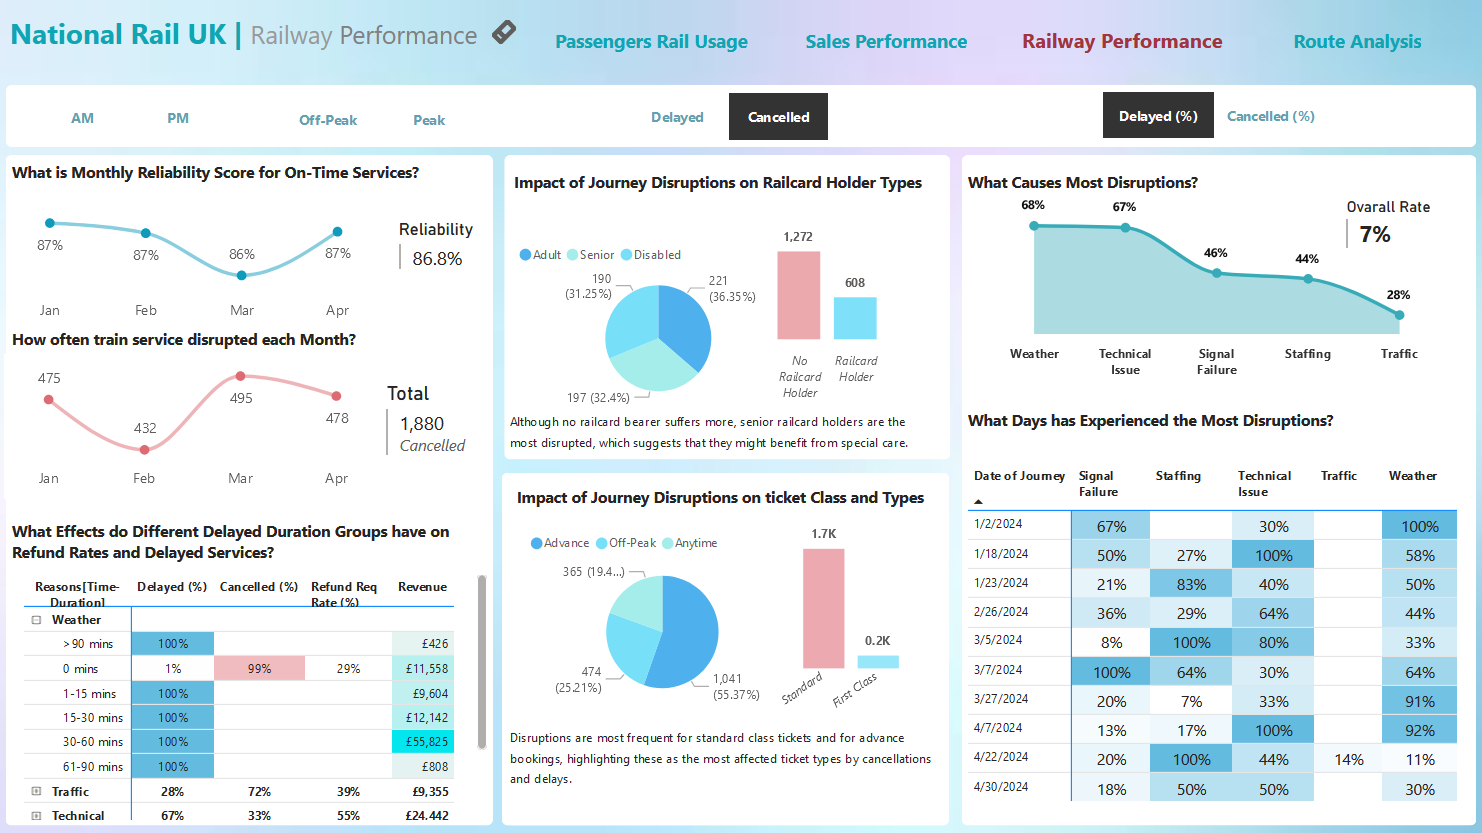 National Rail UK | Railway Performance
Passengers Rail Usage
Sales Performance
Railway Performance
Route Analysis
AM
PM
Off-Peak
Peak
Delayed
Cancelled
Delayed (%)
Cancelled (%)
What is Monthly Reliability Score for On-Time Services?
87%
87%
86%
87%
Jan
Feb
Mar
Apr
Reliability
86.8%
How often train service disrupted each Month?
475
432
495
478
Jan
Feb
Mar
Apr
Total
1,880
Cancelled
What Effects do Different Delayed Duration Groups have on
Refund Rates and Delayed Services?
Reasons[Time-
Duration]
Delayed (%)
Cancelled (%)
Refund Req
Rate (%)
Revenue
Weather
>90 mins 100% £426
0 mins 1% 99% 29% £11,558
1-15 mins 100% £9,604
15-30 mins 100% £12,142
30-60 mins 100% £55,825
61-90 mins 100% £808
Traffic 28% 72% 39% £9,355
Technical 67% 33% 55% £24,442
Impact of Journey Disruptions on Railcard Holder Types
Adult Senior Disabled
190
(31.25%)
221
(36.35%)
197 (32.4%)
1,272
608
No
Railcard
Holder
Railcard
Holder
Although no railcard bearer suffers more, senior railcard holders are the
most disrupted, which suggests that they might benefit from special care.
Impact of Journey Disruptions on ticket Class and Types
Advance Off-Peak Anytime
365 (19.4...)
474
(25.21%)
1,041
(55.37%)
1.7K
0.2K
Standard
First Class
Disruptions are most frequent for standard class tickets and for advance
bookings, highlighting these as the most affected ticket types by cancellations
and delays.
What Causes Most Disruptions?
68%
67%
46%
44%
28%
Ovarall Rate
7%
Weather
Technical
Issue
Signal
Failure
Staffing
Traffic
What Days has Experienced the Most Disruptions?
Date of Journey
Signal
Failure
Staffing
Technical
Issue
Traffic
Weather
1/2/2024 67% 30% 100%
1/18/2024 50% 27% 100% 58%
1/23/2024 21% 83% 40% 50%
2/26/2024 36% 29% 64% 44%
3/5/2024 8% 100% 80% 33%
3/7/2024 100% 64% 30% 64%
3/27/2024 20% 7% 33% 91%
4/7/2024 13% 17% 100% 92%
4/22/2024 20% 100% 44% 14% 11%
4/30/2024 18% 50% 50% 30%